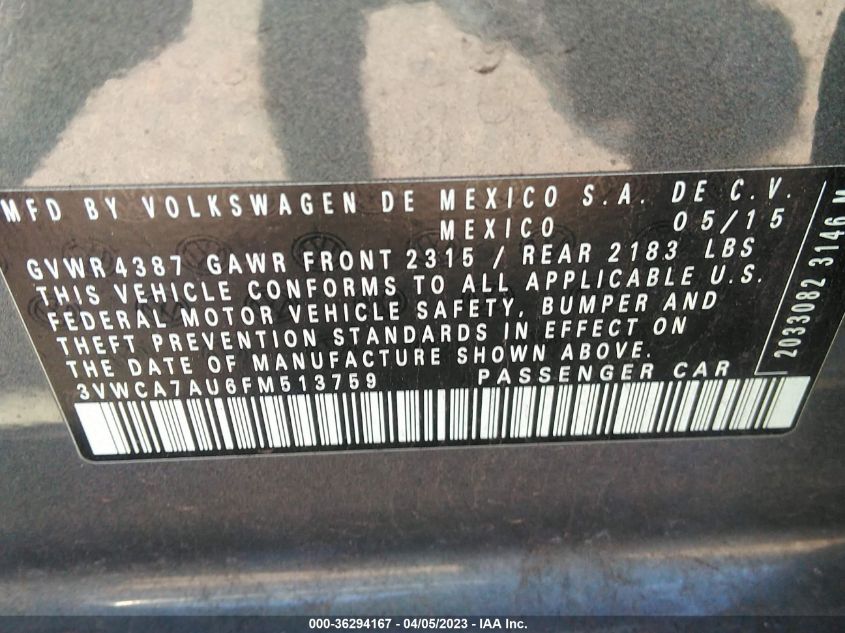 MFD BY VOLKSWAGEN DE MEXICO S.A. DE C.V.
MEXICO 05/15
GVWR 4387 GAWR FRONT 2315 / REAR 2183 LBS
THIS VEHICLE CONFORMS TO ALL APPLICABLE U.S.
FEDERAL MOTOR VEHICLE SAFETY, BUMPER AND
THEFT PREVENTION STANDARDS IN EFFECT ON
THE DATE OF MANUFACTURE SHOWN ABOVE.
3VWCA7AU6FM513759 PASSENGER CAR
2033082 3146 M
000-36294167 - 04/05/2023 - IAA Inc.